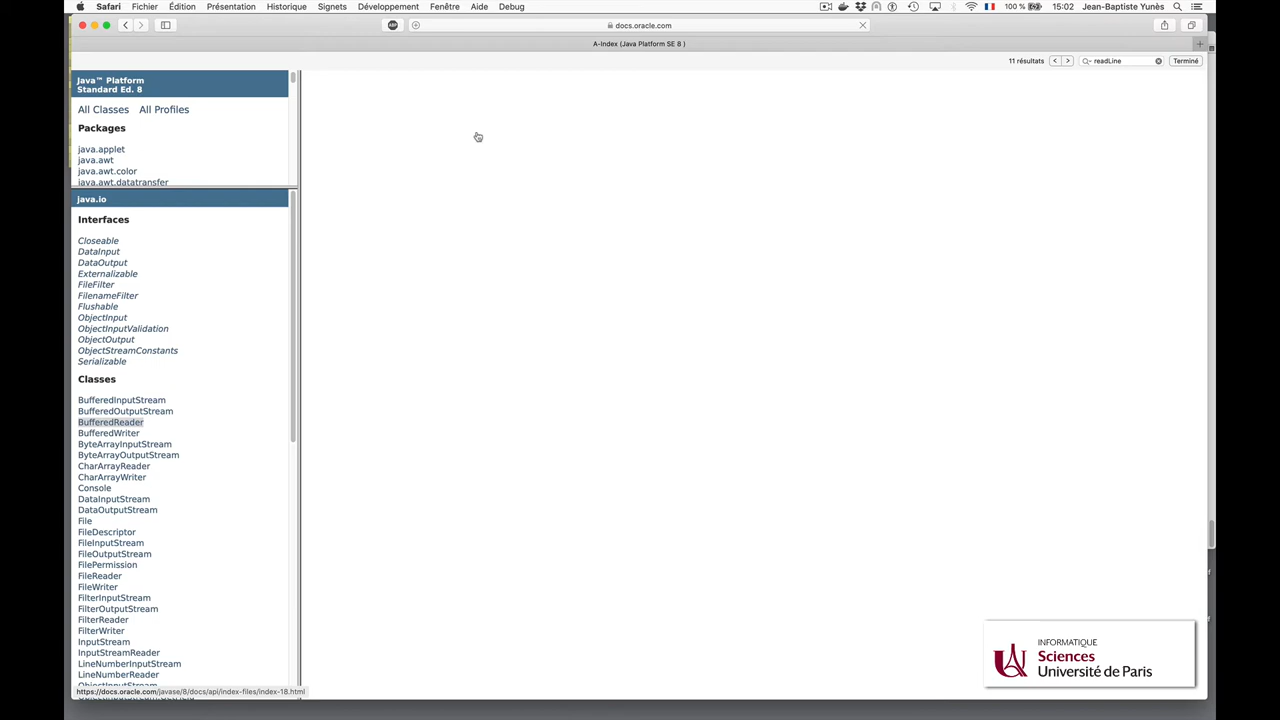 Safari Fichier Édition Présentation Historique Signets Développement Fenêtre Aide Debug 100 % 15:02 Jean-Baptiste Yunès
ABP docs.oracle.com
A-Index (Java Platform SE 8 )
11 résultats readLine Terminé
Java™ Platform
Standard Ed. 8
All Classes All Profiles
Packages
java.applet
java.awt
java.awt.color
java.awt.datatransfer
java.io
Interfaces
Closeable
DataInput
DataOutput
Externalizable
FileFilter
FilenameFilter
Flushable
ObjectInput
ObjectInputValidation
ObjectOutput
ObjectStreamConstants
Serializable
Classes
BufferedInputStream
BufferedOutputStream
BufferedReader
BufferedWriter
ByteArrayInputStream
ByteArrayOutputStream
CharArrayReader
CharArrayWriter
Console
DataInputStream
DataOutputStream
File
FileDescriptor
FileInputStream
FileOutputStream
FilePermission
FileReader
FileWriter
FilterInputStream
FilterOutputStream
FilterReader
FilterWriter
InputStream
InputStreamReader
LineNumberInputStream
LineNumberReader
ObjectInputStream
https://docs.oracle.com/javase/8/docs/api/index-files/index-18.html
INFORMATIQUE
Sciences
Université de Paris